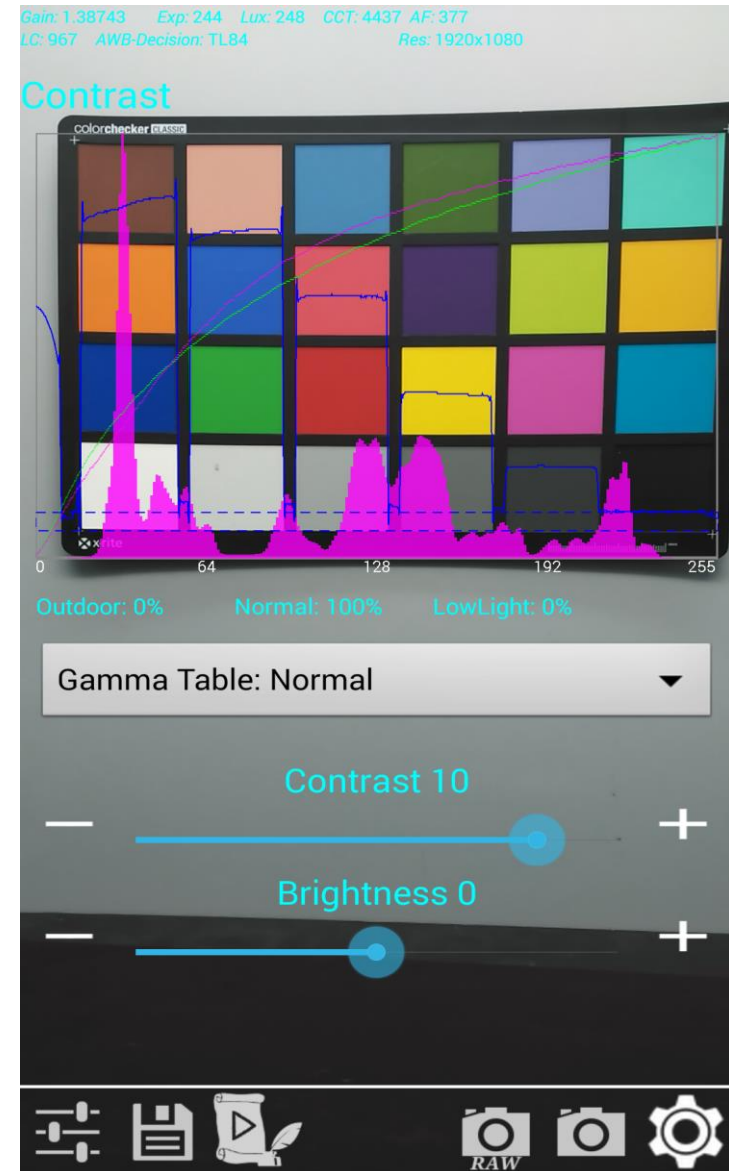 Gain: 1.38743 Exp: 244 Lux: 248 CCT: 4437 AF: 377
LC: 967 AWB-Decision: TL84 Res: 1920x1080
Contrast
colorchecker CLASSIC
x-rite
0 64 128 192 255
Outdoor: 0% Normal: 100% LowLight: 0%
Gamma Table: Normal
Contrast 10
Brightness 0
RAW